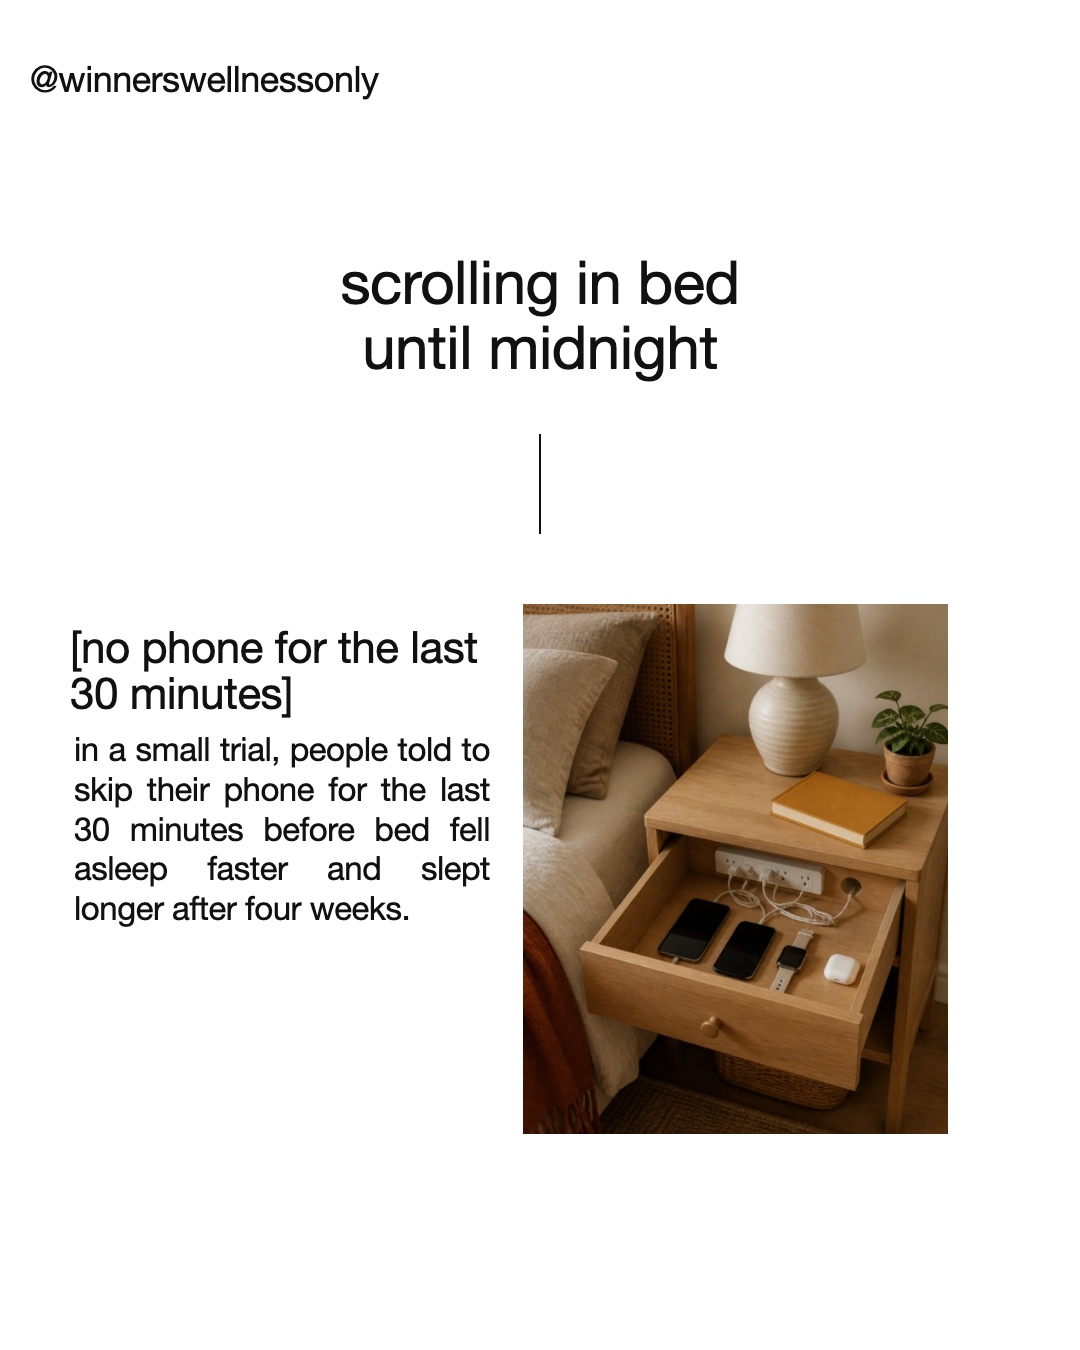 @winnerswellnessonly
scrolling in bed
until midnight
[no phone for the last
30 minutes]
in a small trial, people told to
skip their phone for the last
30 minutes before bed fell
asleep faster and slept
longer after four weeks.